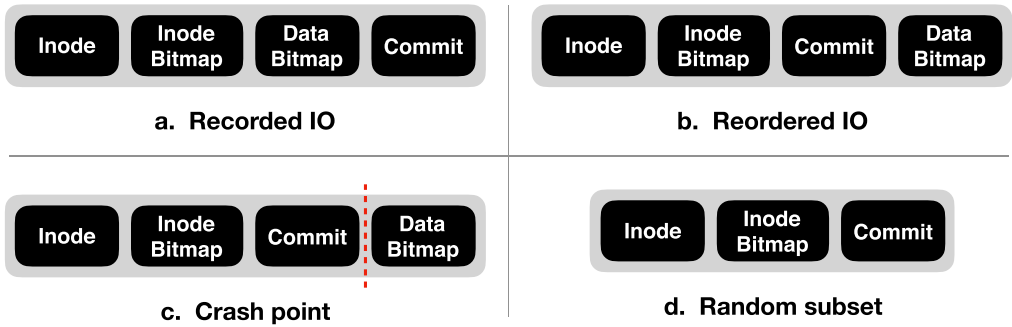 Inode
Inode
Bitmap
Data
Bitmap
Commit
a. Recorded IO
Inode
Inode
Bitmap
Commit
Data
Bitmap
b. Reordered IO
Inode
Inode
Bitmap
Commit
Data
Bitmap
c. Crash point
Inode
Inode
Bitmap
Commit
d. Random subset